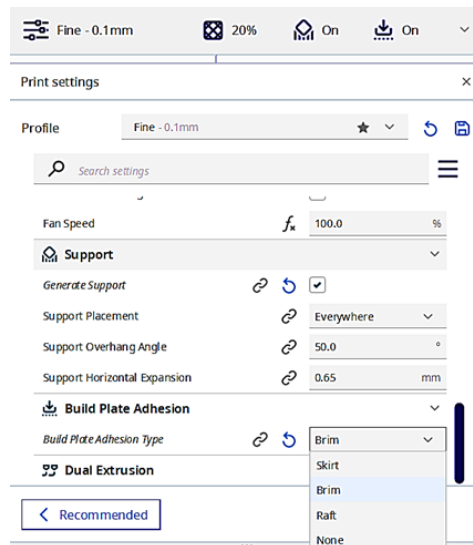 Fine - 0.1mm 20% On On
Print settings
Profile Fine - 0.1mm
Search settings
Fan Speed 100.0 %
Support
Generate Support
Support Placement Everywhere
Support Overhang Angle 50.0 °
Support Horizontal Expansion 0.65 mm
Build Plate Adhesion
Build Plate Adhesion Type Brim
Skirt
Brim
Dual Extrusion
Raft
Recommended
None